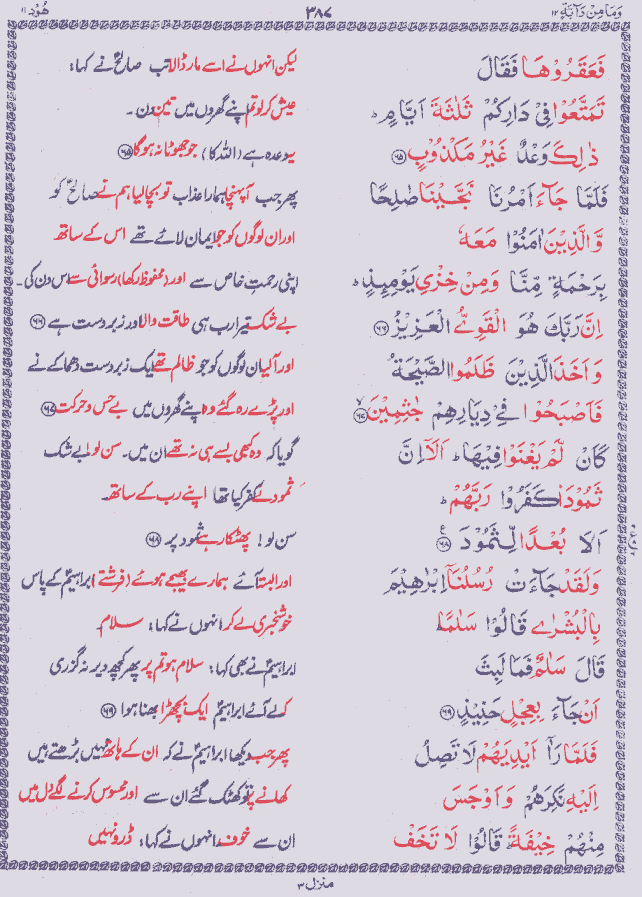 وَمَا مِنْ دَآبَّةٍ ۱۲ ۳۸۷ هُوْد ۱۱
فَعَقَرُوْهَا فَقَالَ لیکن انہوں نے اسے مار ڈالا تب صالحؑ نے کہا:
تَمَتَّعُوْا فِیْ دَارِكُمْ ثَلٰثَةَ اَیَّامٍ ؕ عیش کر لو تم اپنے گھروں میں تین دن۔
ذٰلِكَ وَعْدٌ غَیْرُ مَكْذُوْبٍ ﴿۶۵﴾ یہ وعدہ ہے (اللہ کا) جو جھوٹا نہ ہوگا ﴿۶۵﴾
فَلَمَّا جَآءَ اَمْرُنَا نَجَّیْنَا صٰلِحًا پھر جب آپہنچا ہمارا عذاب تو بچا لیا ہم نے صالحؑ کو
وَّالَّذِیْنَ اٰمَنُوْا مَعَهٗ اور ان لوگوں کو جو ایمان لائے تھے اس کے ساتھ
بِرَحْمَةٍ مِّنَّا وَمِنْ خِزْیِ یَوْمِئِذٍ ؕ اپنی رحمتِ خاص سے اور (محفوظ رکھا) رسوائی سے اس دن کی۔
اِنَّ رَبَّكَ هُوَ الْقَوِیُّ الْعَزِیْزُ ﴿۶۶﴾ بے شک تیرا رب ہی طاقت والا اور زبردست ہے ﴿۶۶﴾
وَاَخَذَ الَّذِیْنَ ظَلَمُوا الصَّیْحَةُ اور آلیا ان لوگوں کو جو ظالم تھے ایک زبردست دھماکے نے
فَاَصْبَحُوْا فِیْ دِیَارِهِمْ جٰثِمِیْنَ ﴿۶۷﴾ ۙ اور پڑے رہ گئے وہ اپنے گھروں میں بے حس و حرکت ﴿۶۷﴾
كَاَنْ لَّمْ یَغْنَوْا فِیْهَا ؕ اَلَاۤ اِنَّ گویا کہ وہ کبھی بسے ہی نہ تھے ان میں۔ سن لو! بے شک
ثَمُوْدَا۟ كَفَرُوْا رَبَّهُمْ ؕ ثمود نے کفر کیا تھا اپنے رب کے ساتھ۔
اَلَا بُعْدًا لِّثَمُوْدَ ﴿۶۸﴾ ع سن لو! پھٹکار ہے ثمود پر ﴿۶۸﴾
وَلَقَدْ جَآءَتْ رُسُلُنَاۤ اِبْرٰهِیْمَ اور البتہ آئے ہمارے بھیجے ہوئے (فرشتے) ابراہیمؑ کے پاس
بِالْبُشْرٰی قَالُوْا سَلٰمًا ؕ خوشخبری لے کر انہوں نے کہا: سلام
قَالَ سَلٰمٌ فَمَا لَبِثَ ابراہیمؑ نے بھی کہا: سلام ہو تم پر پھر کچھ دیر نہ گزری
اَنْ جَآءَ بِعِجْلٍ حَنِیْذٍ ﴿۶۹﴾ کہ لے آئے ابراہیمؑ ایک بچھڑا بھنا ہوا ﴿۶۹﴾
فَلَمَّا رَاٰۤ اَیْدِیَهُمْ لَا تَصِلُ پھر جب دیکھا ابراہیمؑ نے کہ ان کے ہاتھ نہیں بڑھتے ہیں
اِلَیْهِ نَكِرَهُمْ وَاَوْجَسَ کھانے پر تو کھٹک گئے ان سے اور محسوس کرنے لگے دل میں
مِنْهُمْ خِیْفَةً ؕ قَالُوْا لَا تَخَفْ ان سے خوف، انہوں نے کہا: ڈرو نہیں
منزل ۳